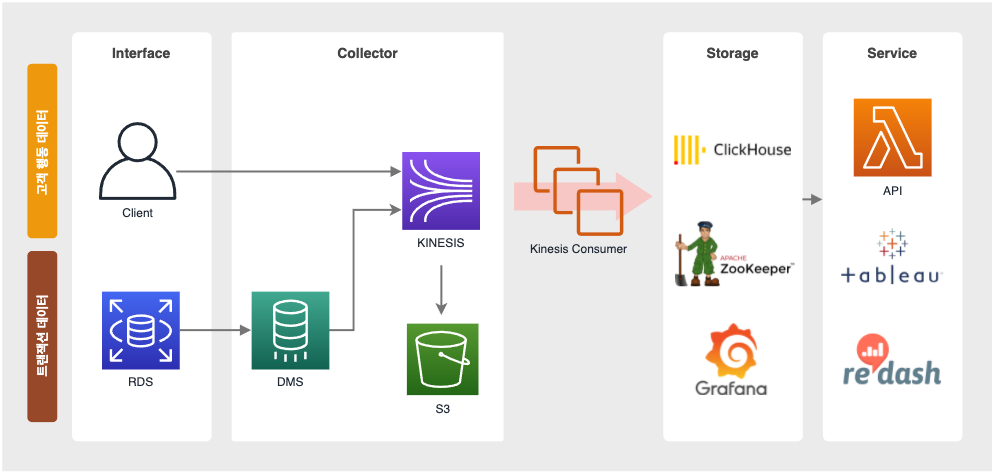 Interface
Collector
Storage
Service
고객 행동 데이터
트랜잭션 데이터
Client
KINESIS
RDS
DMS
S3
Kinesis Consumer
ClickHouse
APACHE
ZooKeeper™
Grafana
API
+ableau
re:dash